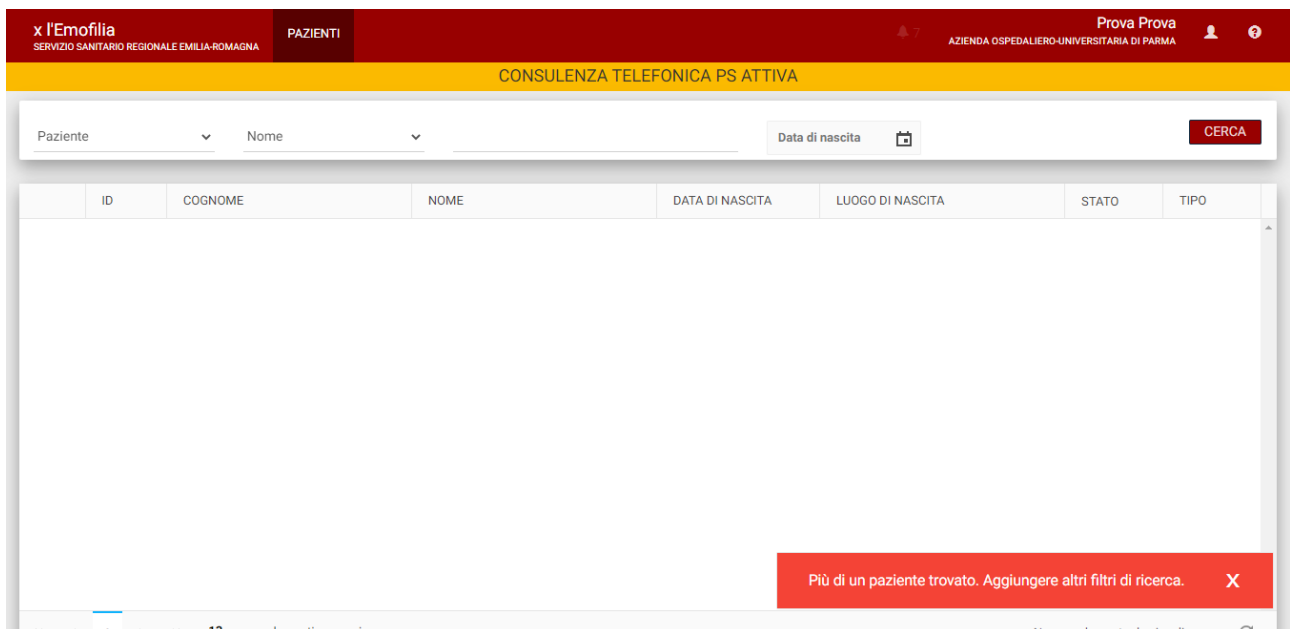 x l'Emofilia
SERVIZIO SANITARIO REGIONALE EMILIA-ROMAGNA
PAZIENTI
7
Prova Prova
AZIENDA OSPEDALIERO-UNIVERSITARIA DI PARMA
CONSULENZA TELEFONICA PS ATTIVA
Paziente
Nome
Data di nascita
CERCA
ID COGNOME NOME DATA DI NASCITA LUOGO DI NASCITA STATO TIPO
Più di un paziente trovato. Aggiungere altri filtri di ricerca. X